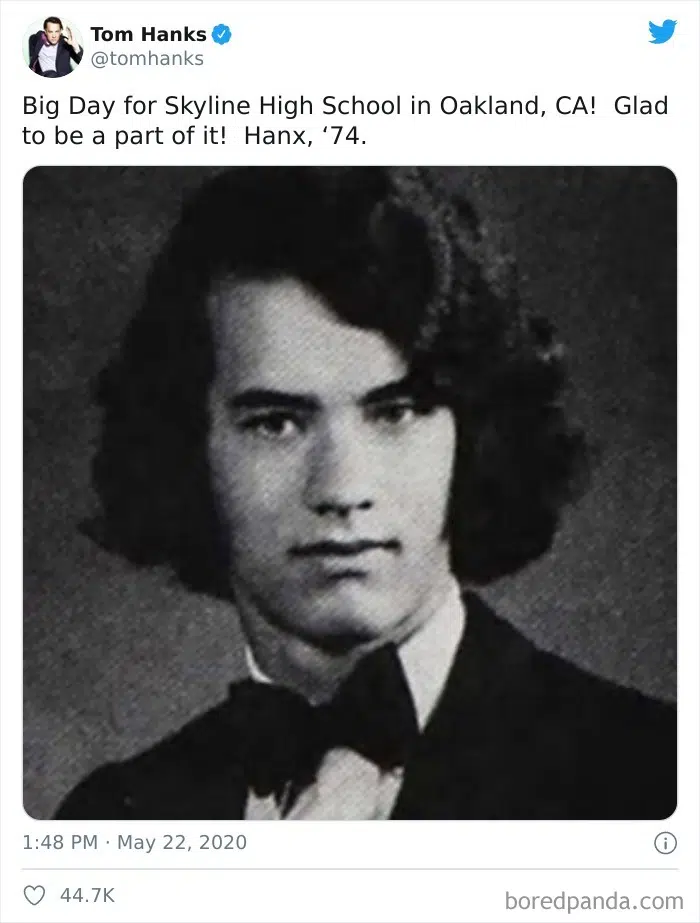 Tom Hanks
@tomhanks
Big Day for Skyline High School in Oakland, CA!  Glad
to be a part of it!  Hanx, ‘74.
1:48 PM · May 22, 2020
44.7K
boredpanda.com